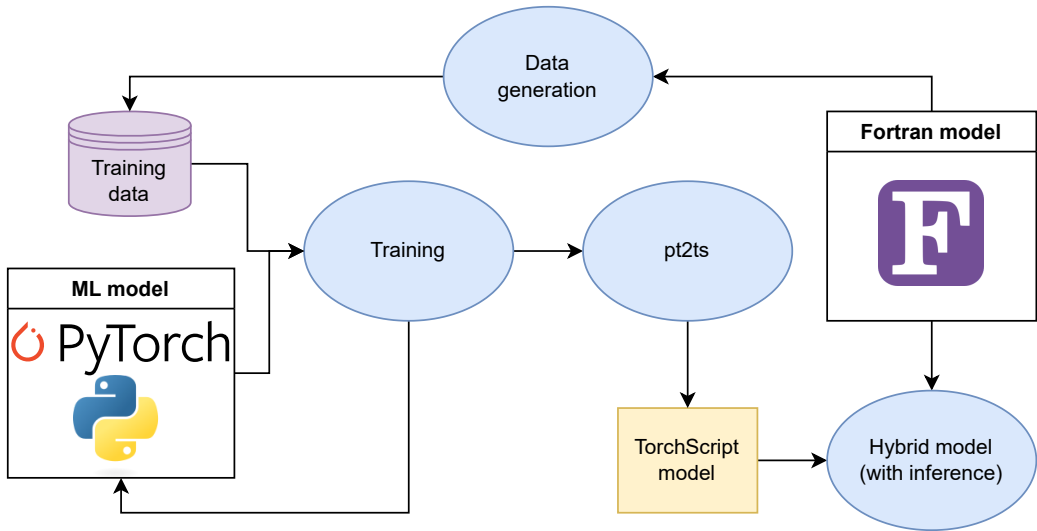 Data
generation
Fortran model
F
Training
data
Training
pt2ts
ML model
PyTorch
TorchScript
model
Hybrid model
(with inference)